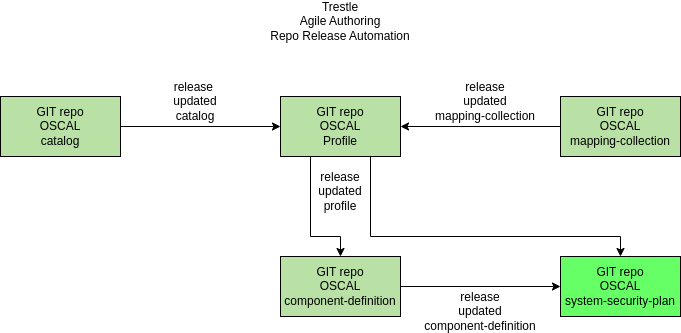 Trestle
Agile Authoring
Repo Release Automation
release
updated
catalog
release
updated
mapping-collection
GIT repo
OSCAL
catalog
GIT repo
OSCAL
Profile
GIT repo
OSCAL
mapping-collection
release
updated
profile
GIT repo
OSCAL
component-definition
GIT repo
OSCAL
system-security-plan
release
updated
component-definition